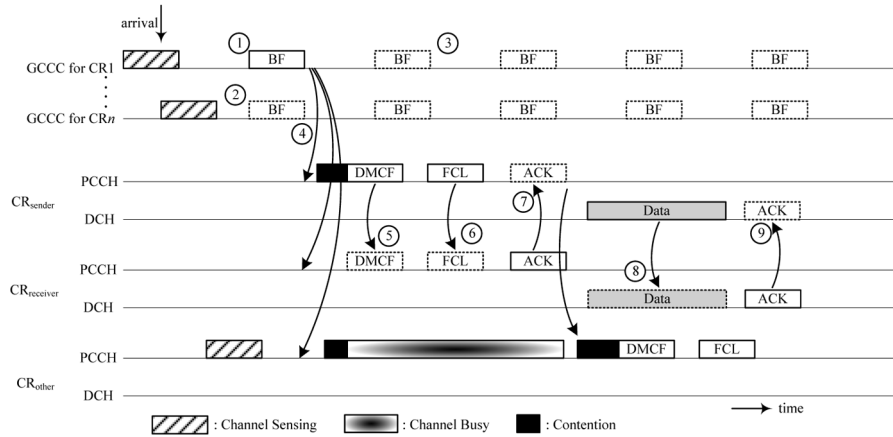 arrival
① BF BF ③ BF BF BF
GCCC for CR1
② BF BF BF BF BF
GCCC for CRn
④
PCCH DMCF FCL ACK
CRsender ⑦
DCH Data ACK
⑤ ⑥ ⑨
PCCH DMCF FCL ACK
CRreceiver ⑧
DCH Data ACK
PCCH DMCF FCL
CRother
DCH
time
: Channel Sensing : Channel Busy : Contention